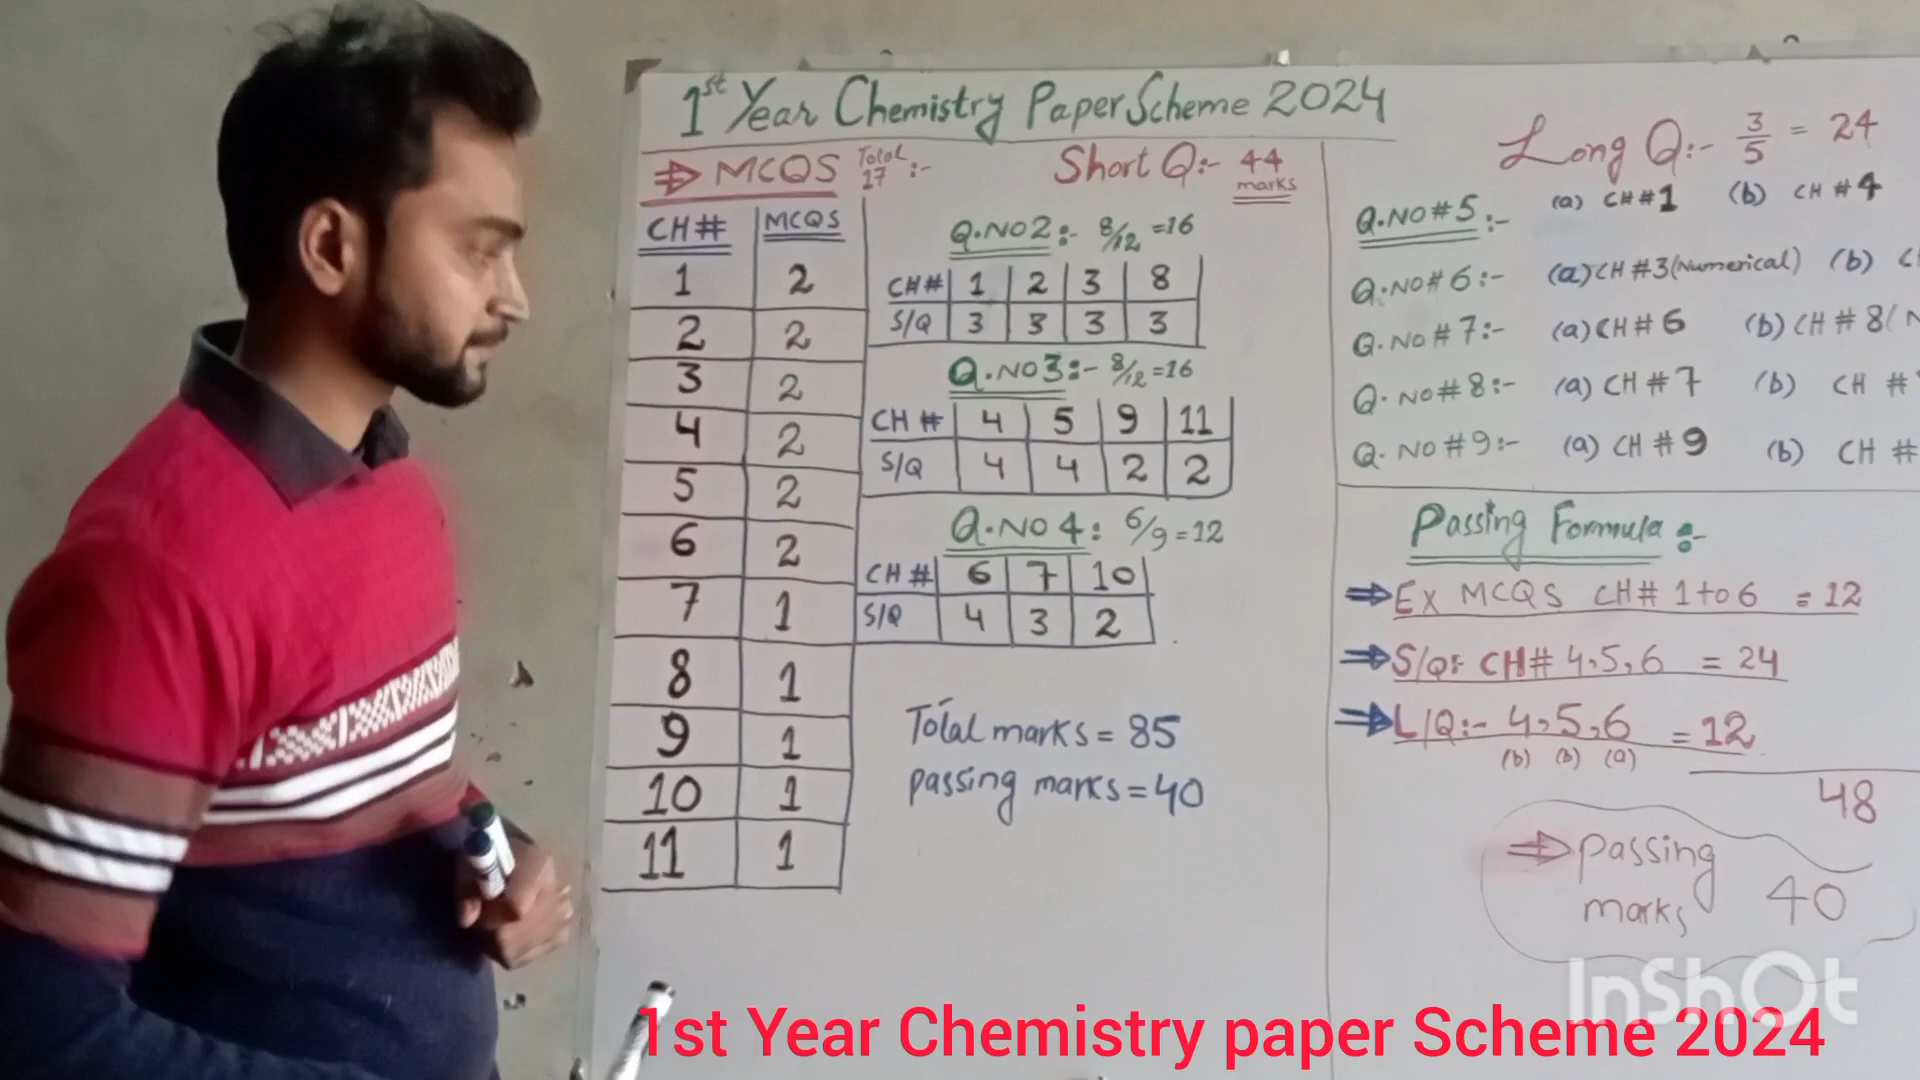 1st Year Chemistry Paper Scheme 2024
⇒ MCQS Total 17 :-
CH# MCQS
1 2
2 2
3 2
4 2
5 2
6 2
7 1
8 1
9 1
10 1
11 1
Short Q:- 44 marks
Q.NO2:- 8/12 =16
CH# 1 2 3 8
S/Q 3 3 3 3
Q.NO3:- 8/12 =16
CH # 4 5 9 11
S/Q 4 4 2 2
Q.NO4: 6/9 =12
CH # 6 7 10
S/Q 4 3 2
Total marks = 85
passing marks = 40
Long Q:- 3/5 = 24
Q.NO#5:- (a) CH#1 (b) CH #4
Q.NO#6:- (a) CH #3(Numerical) (b)
Q.NO#7:- (a) CH#6 (b) CH #8(
Q.NO#8:- (a) CH #7 (b) CH #
Q.NO#9:- (a) CH #9 (b) CH #
Passing Formula:-
⇒ Ex MCQS CH# 1 to 6 = 12
⇒ S/Q: CH# 4,5,6 = 24
⇒ L/Q:- 4,5,6 = 12
(b) (b) (a)
48
⇒ passing
marks 40
InShOt
1st Year Chemistry paper Scheme 2024